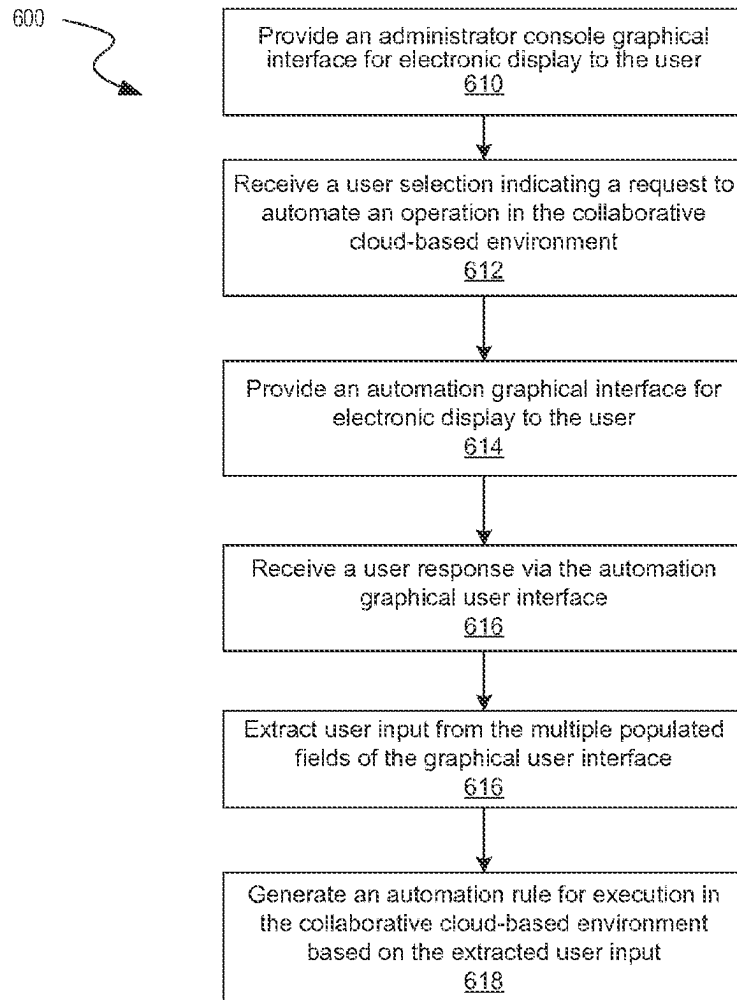 600
Provide an administrator console graphical
interface for electronic display to the user
610
Receive a user selection indicating a request to
automate an operation in the collaborative
cloud-based environment
612
Provide an automation graphical interface for
electronic display to the user
614
Receive a user response via the automation
graphical user interface
616
Extract user input from the multiple populated
fields of the graphical user interface
616
Generate an automation rule for execution in
the collaborative cloud-based environment
based on the extracted user input
618